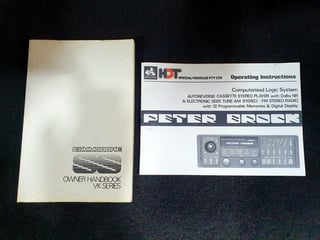 COMMODORE
SS
OWNER HANDBOOK
VK SERIES
HDT
SPECIAL VEHICLES PTY LTD
Operating Instructions
Computerised Logic System
AUTOREVERSE CASSETTE STEREO PLAYER with Dolby NR
& ELECTRONIC SEEK TUNE AM STEREO - FM STEREO RADIO
with 12 Programmable Memories & Digital Display
PETER BROCK
PETER BROCK